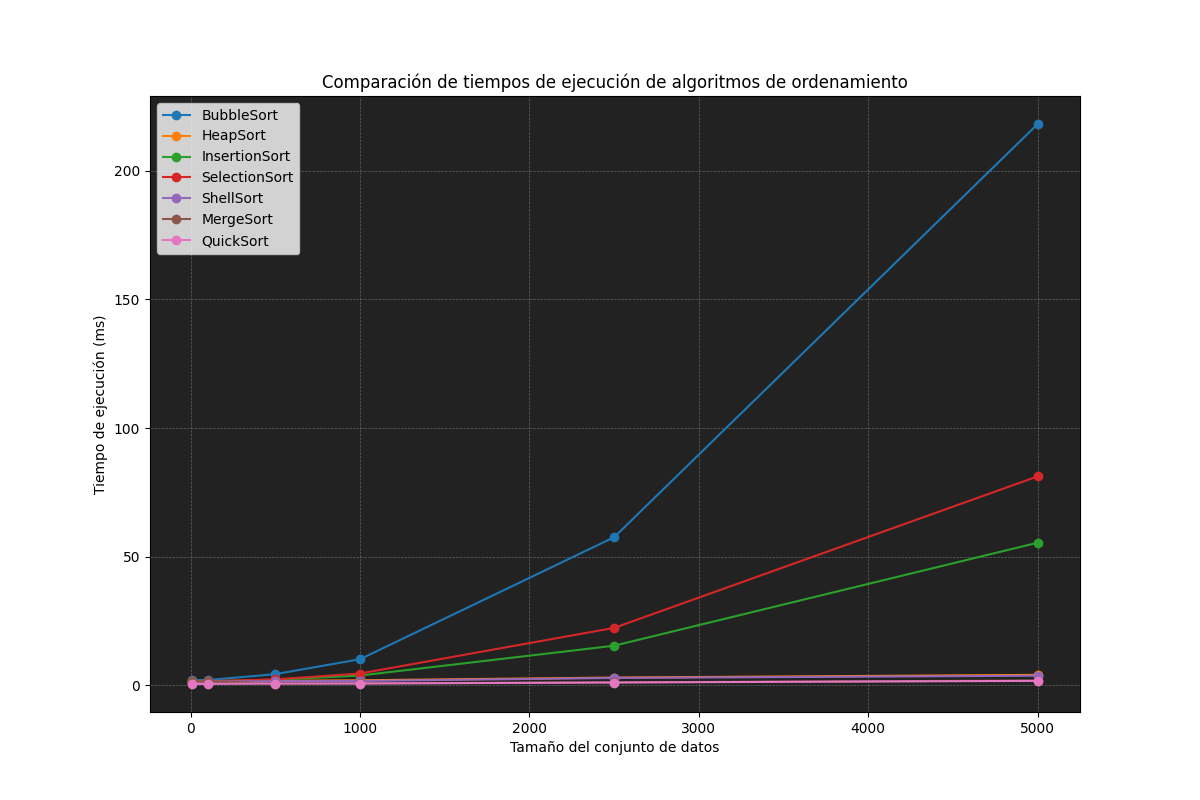 Comparación de tiempos de ejecución de algoritmos de ordenamiento
BubbleSort
HeapSort
InsertionSort
SelectionSort
ShellSort
MergeSort
QuickSort
200
150
100
50
0
Tiempo de ejecución (ms)
0 1000 2000 3000 4000 5000
Tamaño del conjunto de datos